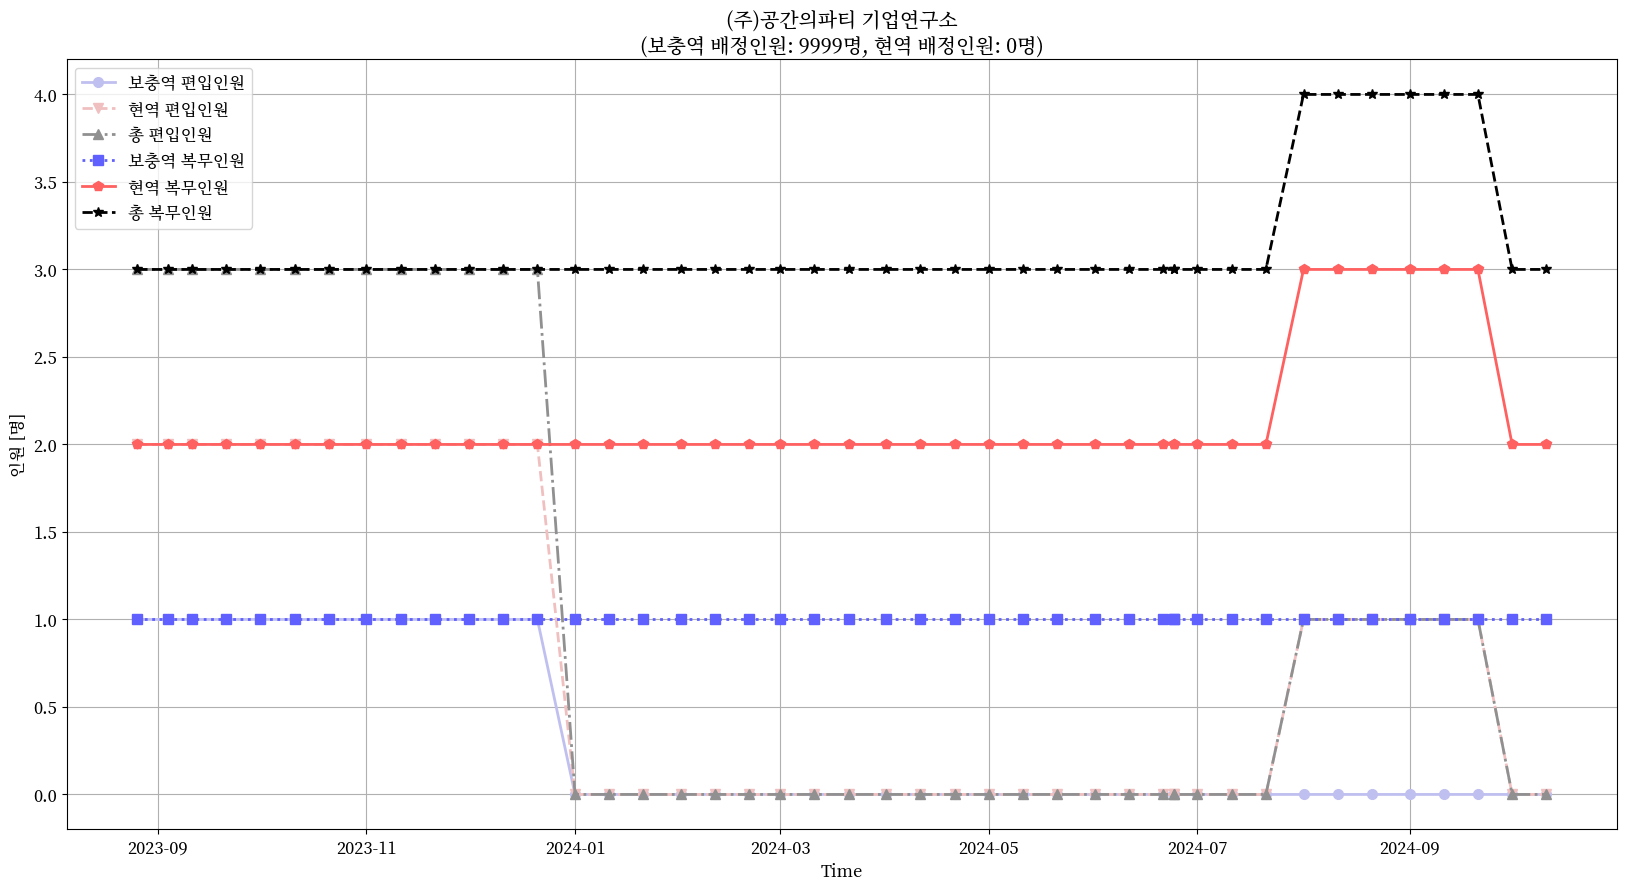 (주)공간의파티 기업연구소
(보충역 배정인원: 9999명, 현역 배정인원: 0명)
보충역 편입인원
현역 편입인원
총 편입인원
보충역 복무인원
현역 복무인원
총 복무인원
4.0
3.5
3.0
2.5
2.0
1.5
1.0
0.5
0.0
인원 [명]
2023-09 2023-11 2024-01 2024-03 2024-05 2024-07 2024-09
Time